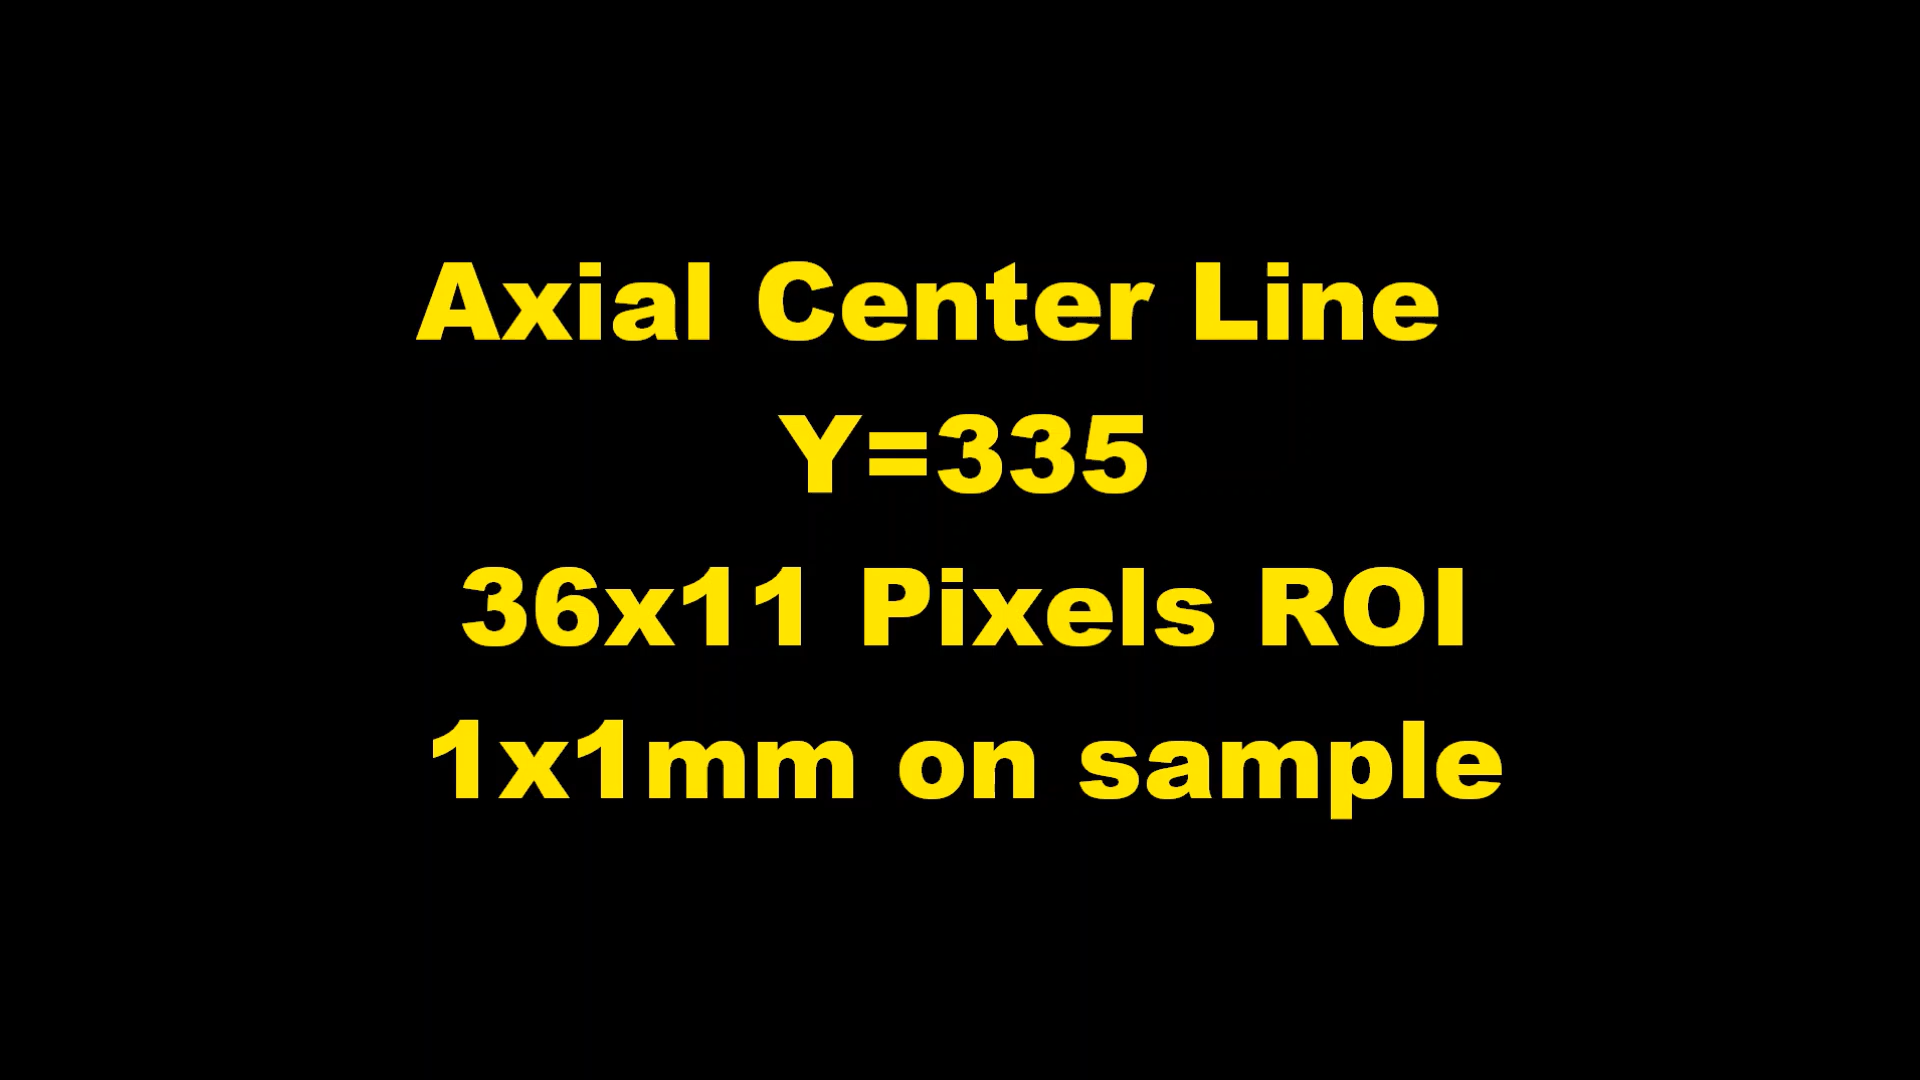 Axial Center Line
Y=335
36x11 Pixels ROI
1x1mm on sample